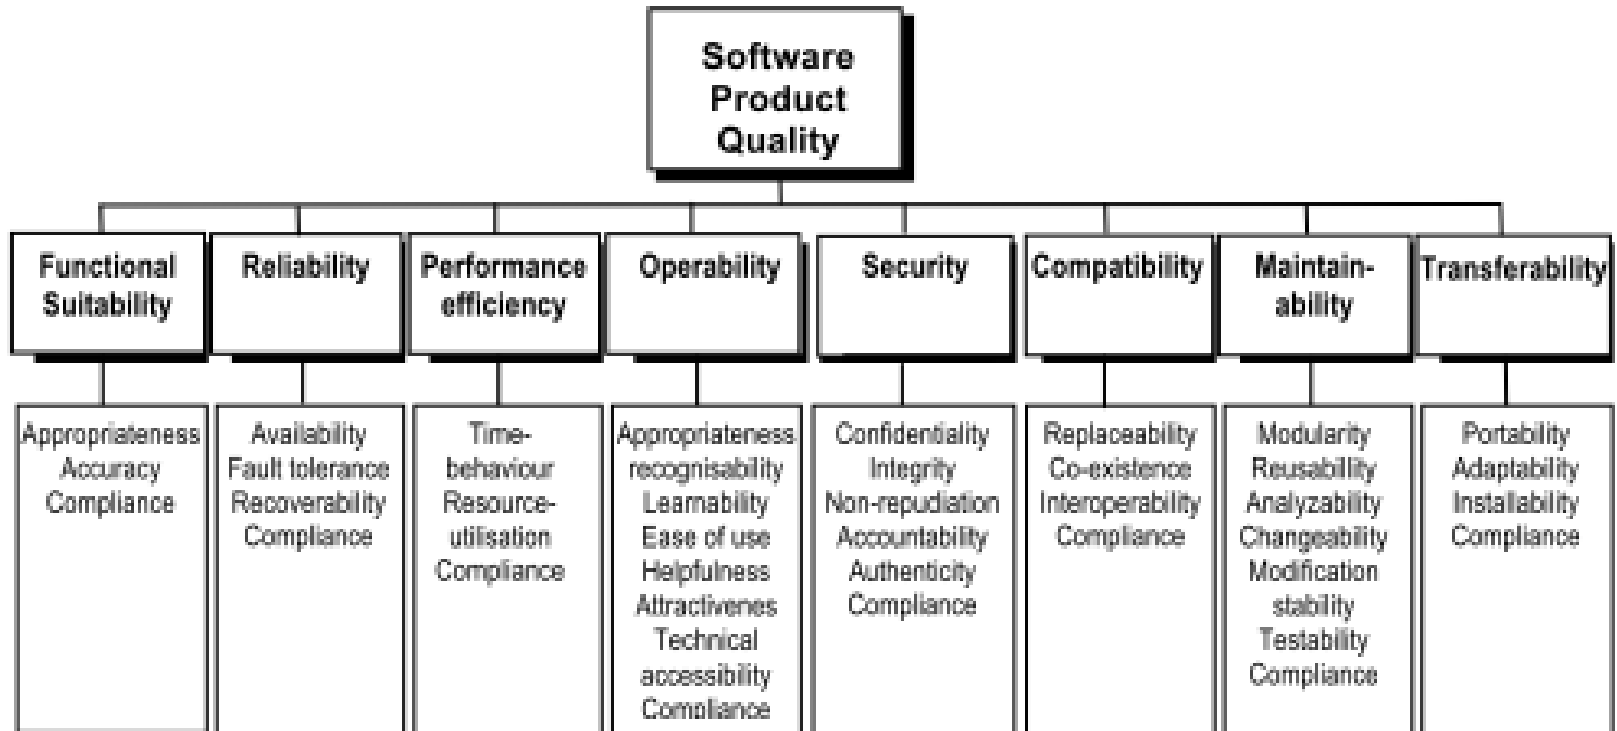 Software
Product
Quality
Functional
Suitability
Reliability
Performance
efficiency
Operability
Security
Compatibility
Maintain-
ability
Transferability
Appropriateness
Accuracy
Compliance
Availability
Fault tolerance
Recoverability
Compliance
Time-
behaviour
Resource-
utilisation
Compliance
Appropriateness
recognisability
Learnability
Ease of use
Helpfulness
Attractivenes
Technical
accessibility
Compliance
Confidentiality
Integrity
Non-repudiation
Accountability
Authenticity
Compliance
Replaceability
Co-existence
Interoperability
Compliance
Modularity
Reusability
Analyzability
Changeability
Modification
stability
Testability
Compliance
Portability
Adaptability
Installability
Compliance